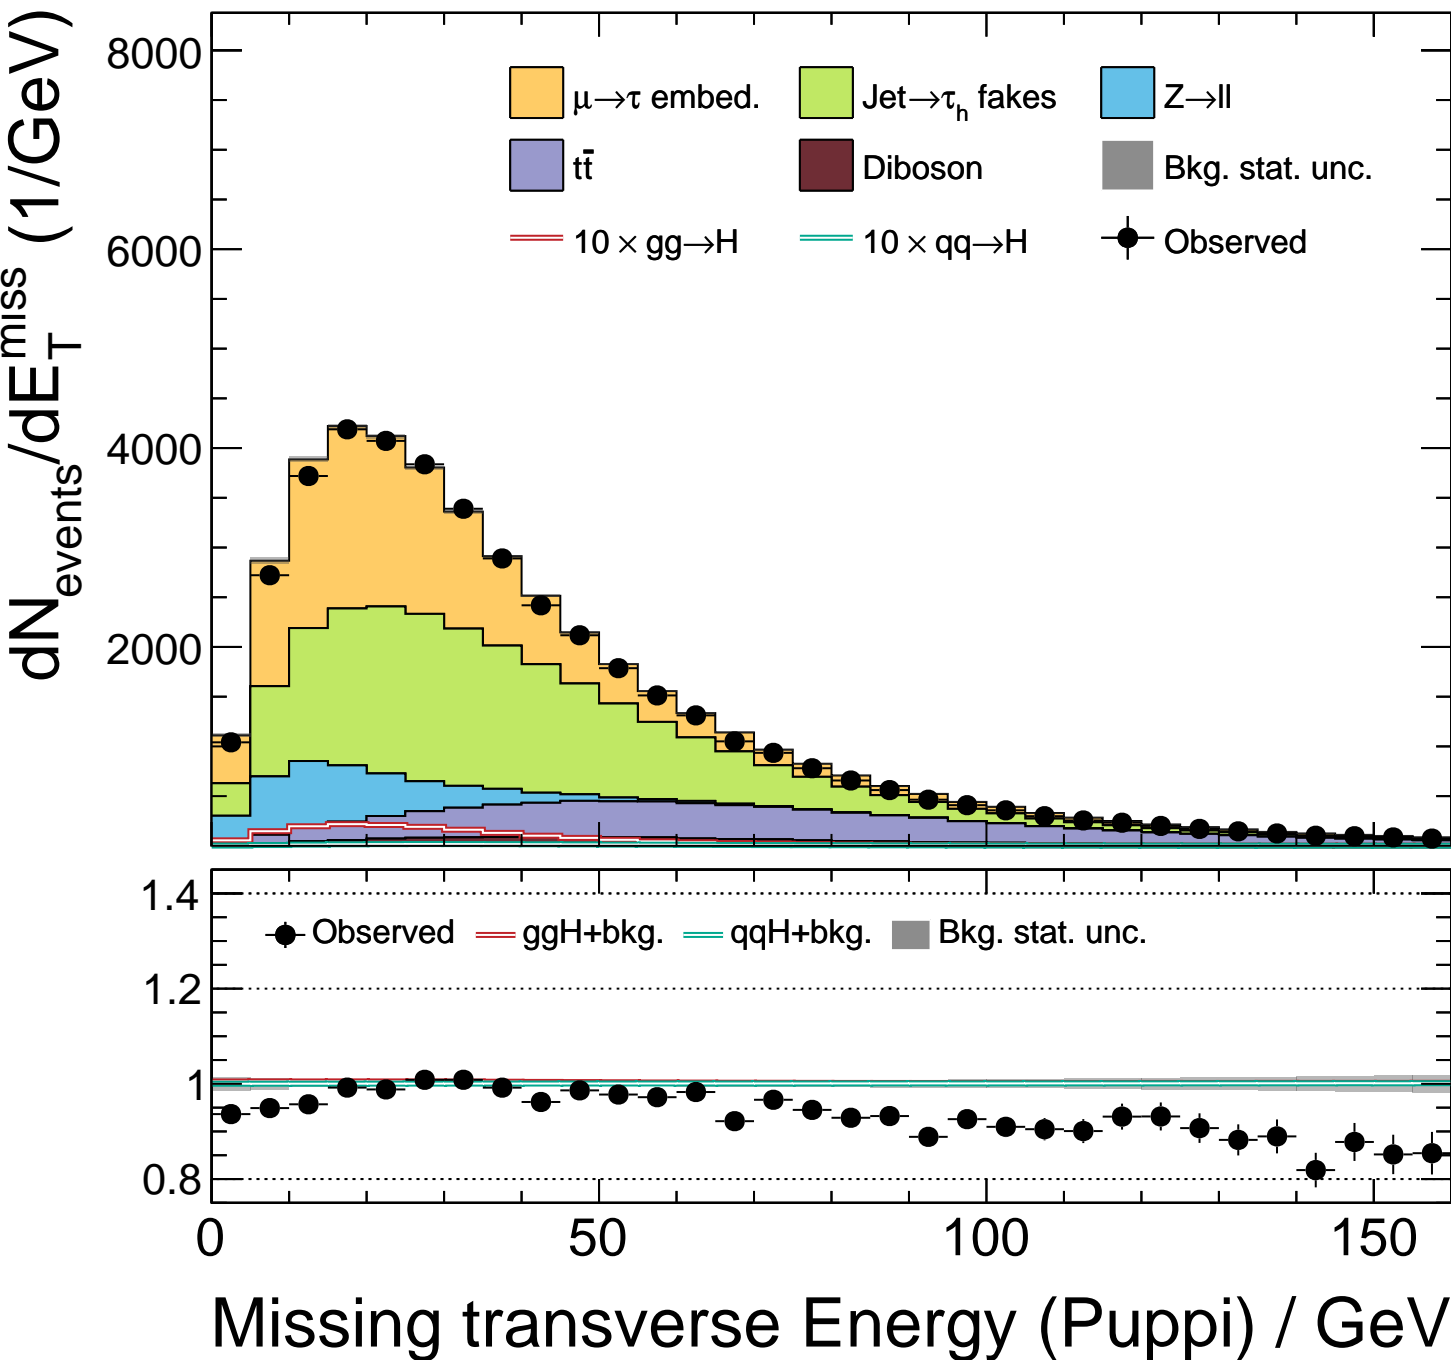 dN_events/dE_T^miss (1/GeV)
8000
6000
4000
2000
μ→τ embed.
Jet→τ_h fakes
Z→ll
tt̄
Diboson
Bkg. stat. unc.
10 × gg→H
10 × qq→H
Observed
1.4
1.2
1
0.8
Observed
ggH+bkg.
qqH+bkg.
Bkg. stat. unc.
0
50
100
150
Missing transverse Energy (Puppi) / GeV